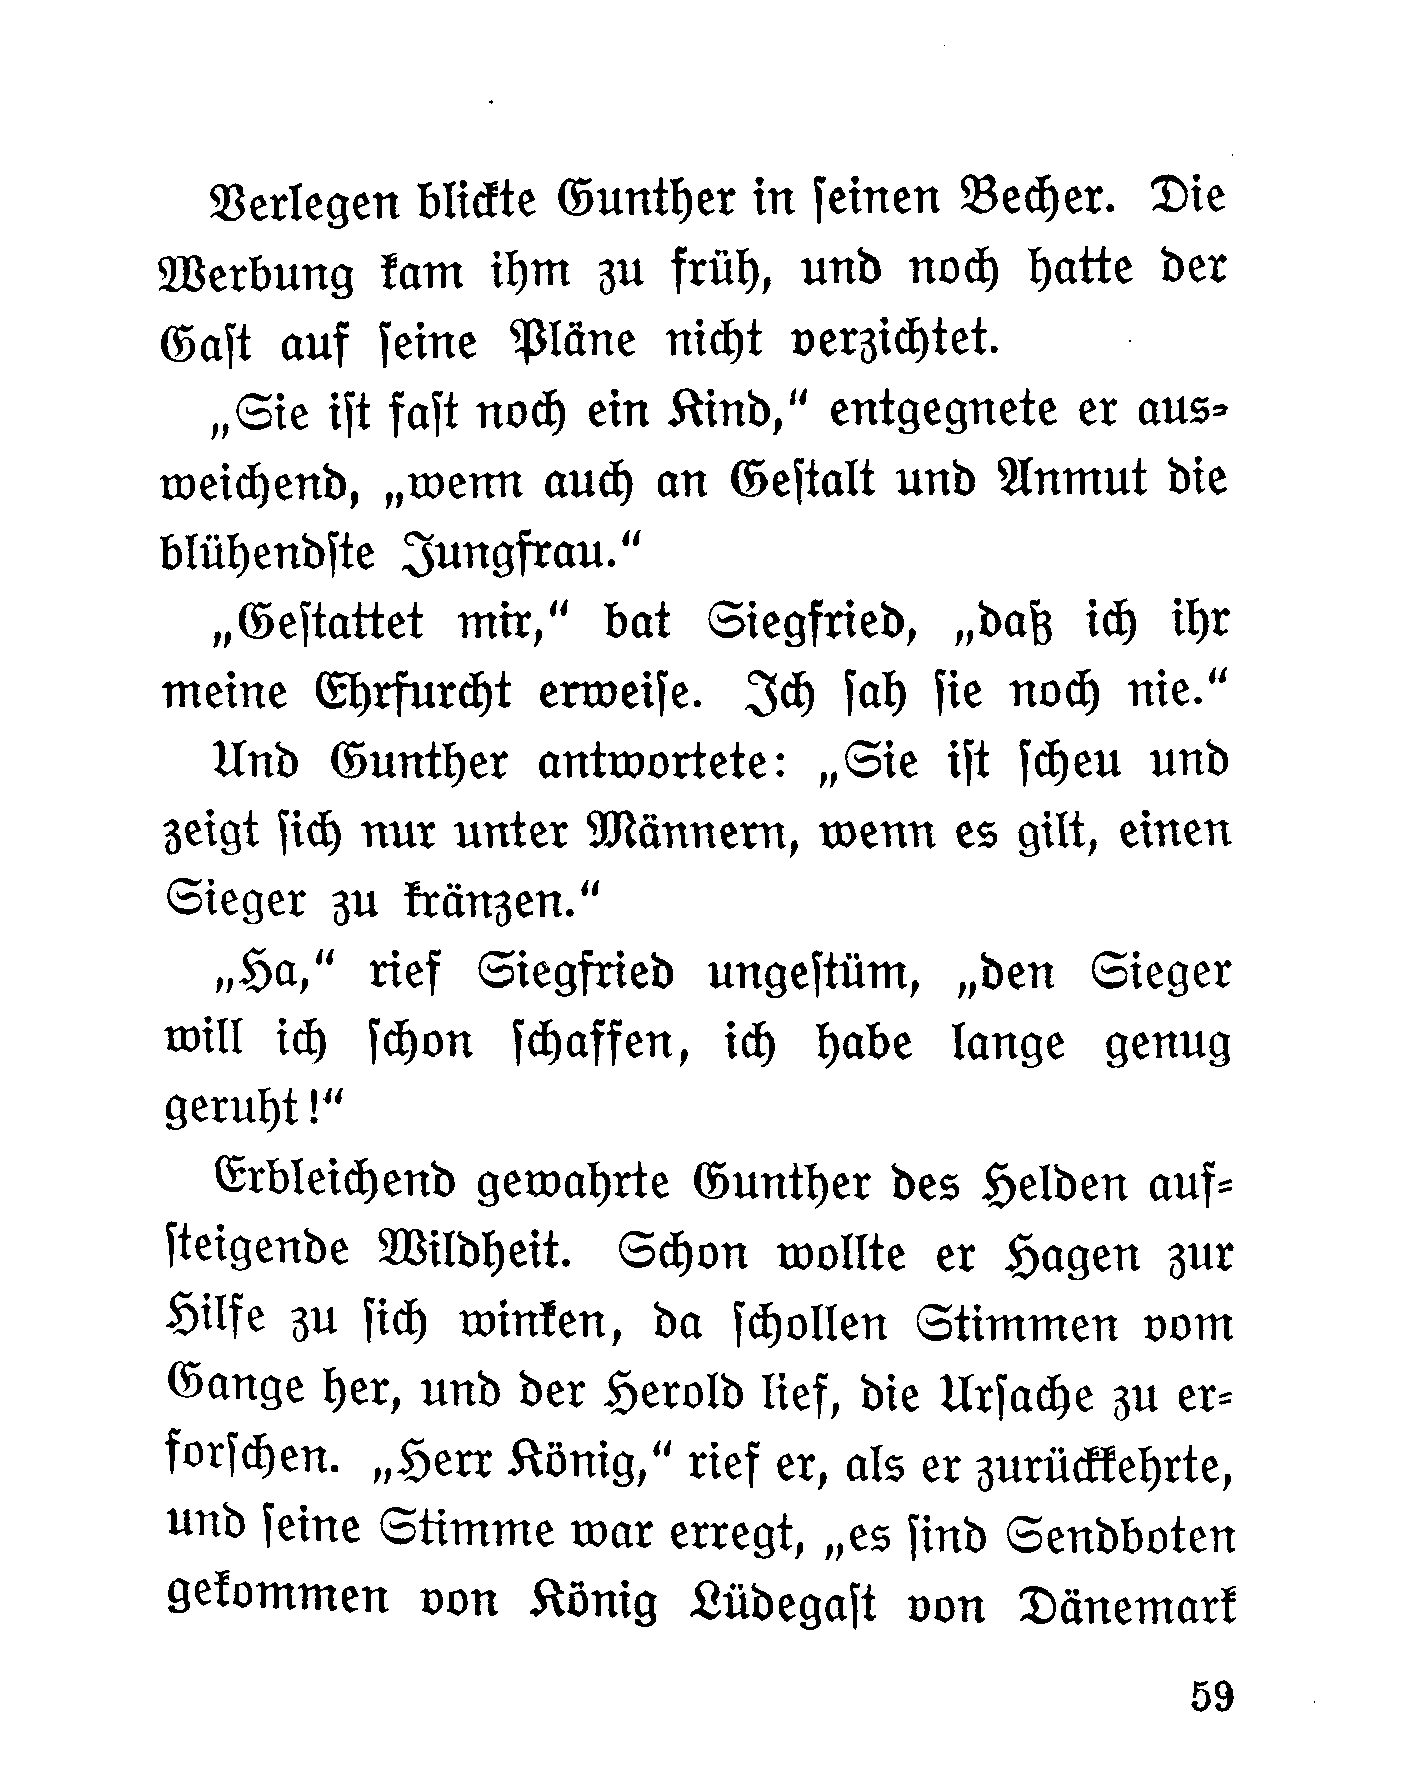 Verlegen blickte Gunther in ſeinen Becher. Die
Werbung kam ihm zu früh, und noch hatte der
Gaſt auf ſeine Pläne nicht verzichtet.
„Sie iſt faſt noch ein Kind,“ entgegnete er aus⸗
weichend, „wenn auch an Geſtalt und Anmut die
blühendſte Jungfrau.“
„Geſtattet mir,“ bat Siegfried, „daß ich ihr
meine Ehrfurcht erweiſe. Ich ſah ſie noch nie.“
Und Gunther antwortete: „Sie iſt ſcheu und
zeigt ſich nur unter Männern, wenn es gilt, einen
Sieger zu kränzen.“
„Ha,“ rief Siegfried ungeſtüm, „den Sieger
will ich ſchon ſchaffen, ich habe lange genug
geruht!“
Erbleichend gewahrte Gunther des Helden auf⸗
ſteigende Wildheit. Schon wollte er Hagen zur
Hilfe zu ſich winken, da ſchollen Stimmen vom
Gange her, und der Herold lief, die Urſache zu er⸗
forſchen. „Herr König,“ rief er, als er zurückkehrte,
und ſeine Stimme war erregt, „es ſind Sendboten
gekommen von König Lüdegaſt von Dänemark
59